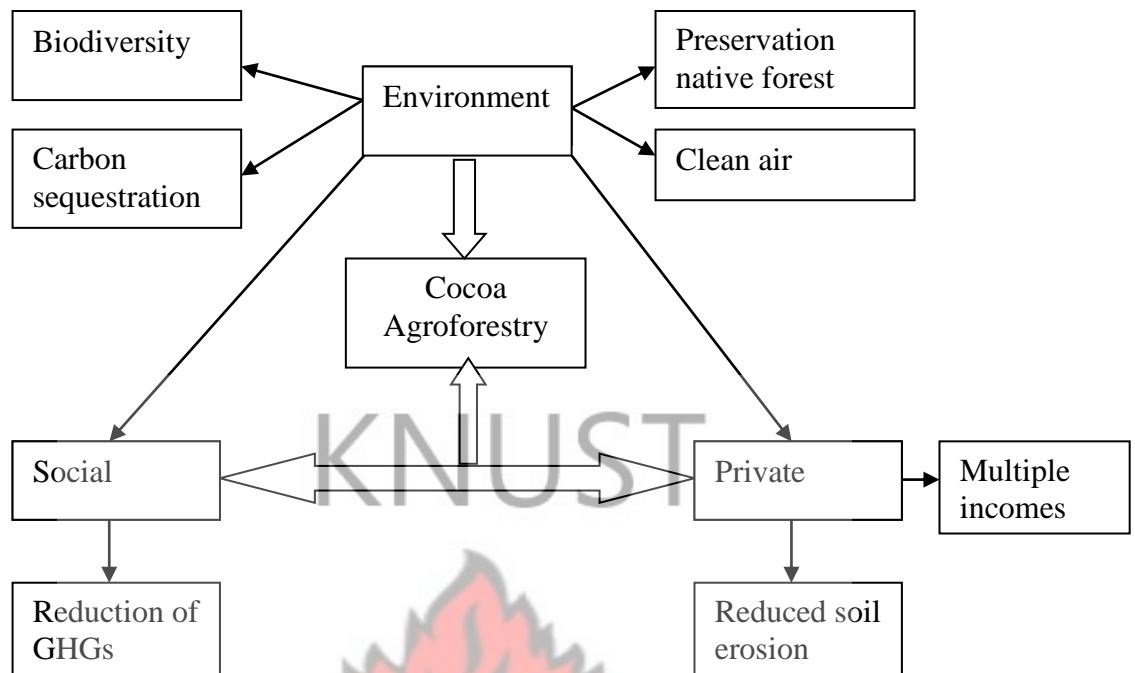 Biodiversity
Preservation
native forest
Environment
Carbon
sequestration
Clean air
Cocoa
Agroforestry
KNUST
Social
Private
Multiple
incomes
Reduction of
GHGs
Reduced soil
erosion